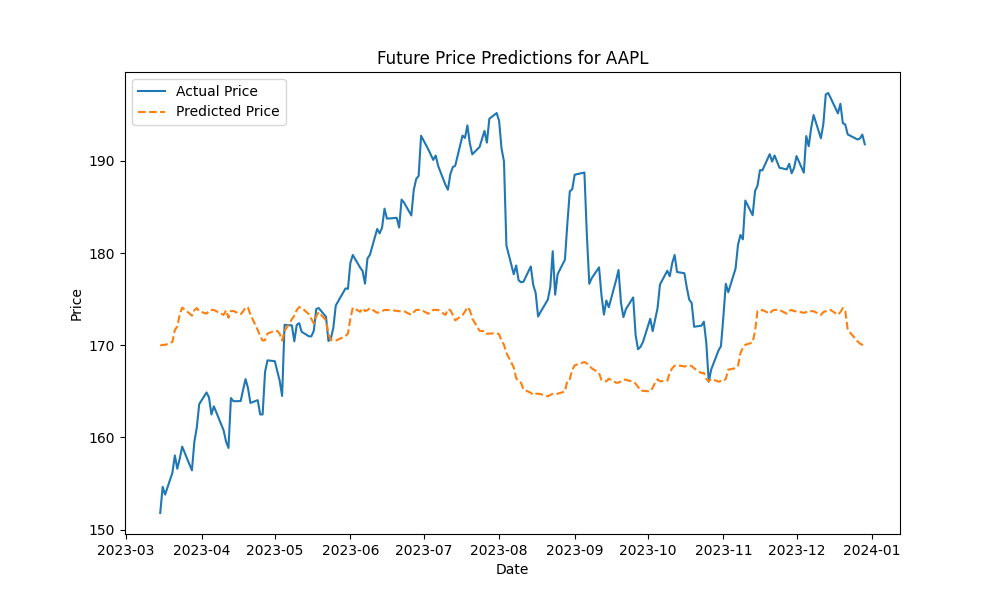 Future Price Predictions for AAPL
Actual Price
Predicted Price
Price
190
180
170
160
150
2023-03 2023-04 2023-05 2023-06 2023-07 2023-08 2023-09 2023-10 2023-11 2023-12 2024-01
Date